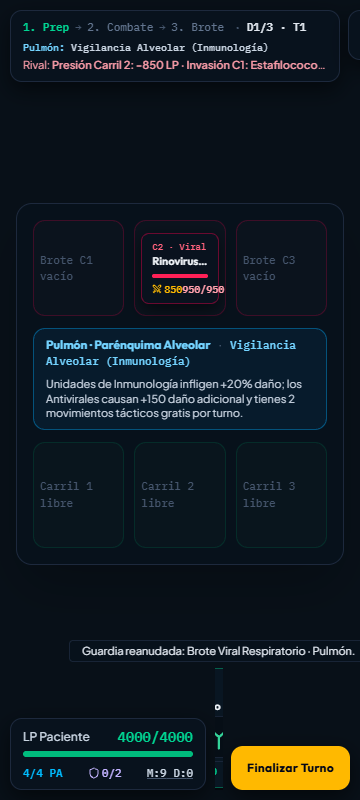 1. Prep → 2. Combate → 3. Brote · D1/3 · T1
Pulmón: Vigilancia Alveolar (Inmunología)
Rival: Presión Carril 2: -850 LP · Invasión C1: Estafilococo...
Brote C1 vacío
C2 · Viral
Rinovirus...
850 950/950
Brote C3 vacío
Pulmón · Parénquima Alveolar · Vigilancia
Alveolar (Inmunología)
Unidades de Inmunología infligen +20% daño; los
Antivirales causan +150 daño adicional y tienes 2
movimientos tácticos gratis por turno.
Carril 1 libre
Carril 2 libre
Carril 3 libre
Guardia reanudada: Brote Viral Respiratorio · Pulmón.
LP Paciente 4000/4000
4/4 PA 0/2 M:9 D:0
Finalizar Turno